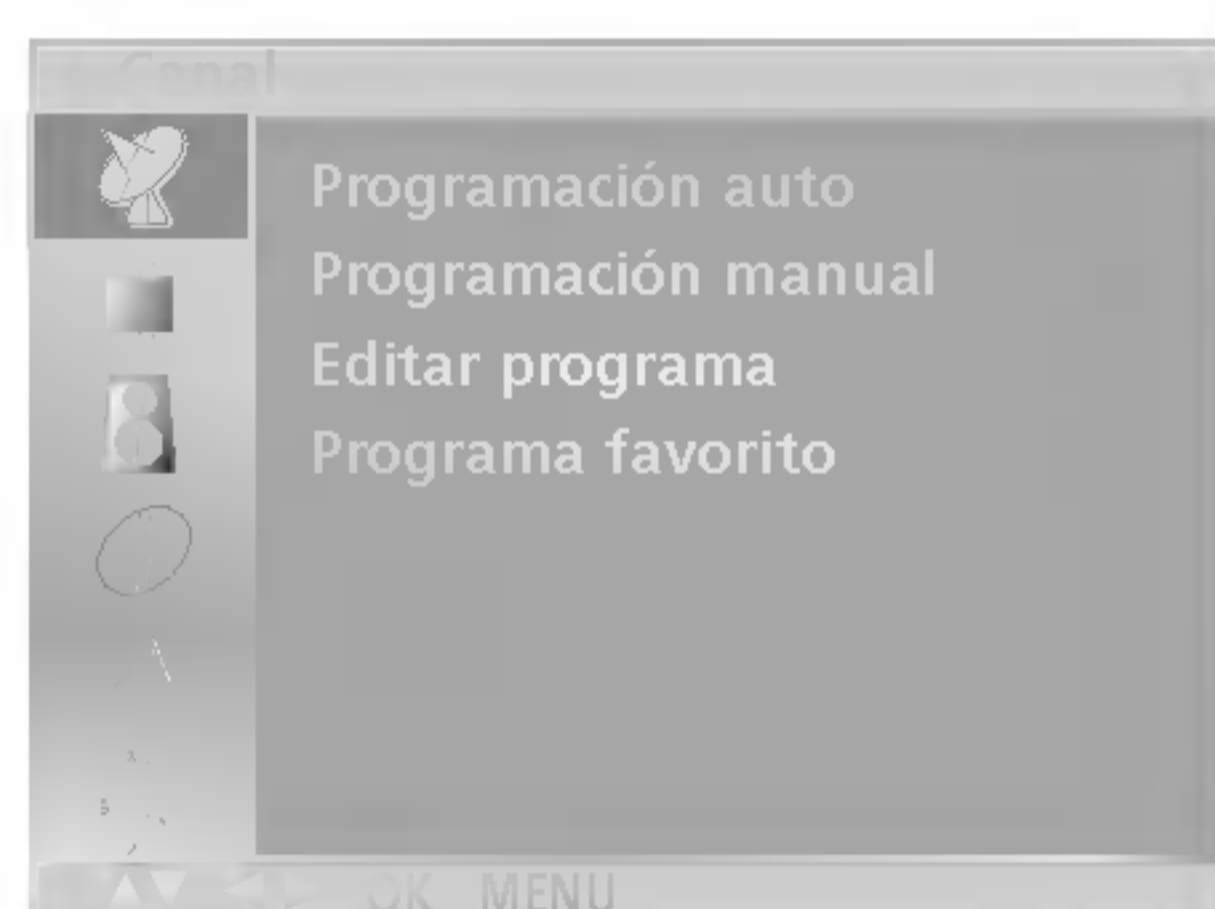 Canal
Programación auto
Programación manual
Editar programa
Programa favorito
OK MENU